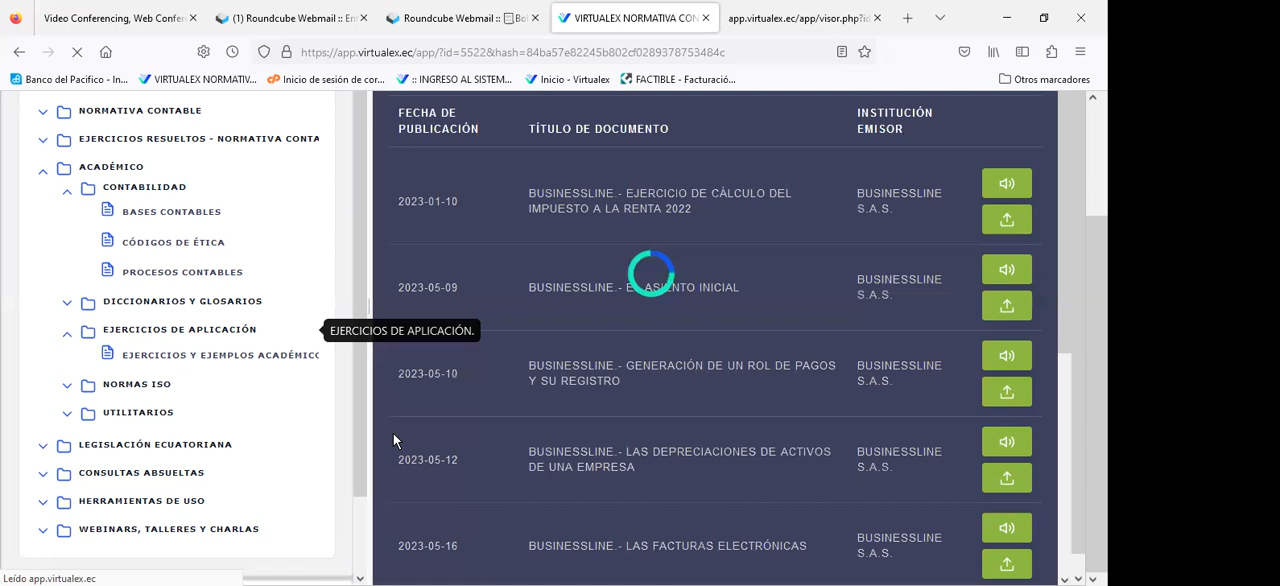 Video Conferencing, Web Confer
(1) Roundcube Webmail :: En
Roundcube Webmail :: Bo
VIRTUALEX NORMATIVA CON
app.virtualex.ec/app/visor.php?id
https://app.virtualex.ec/app/?id=5522&hash=84ba57e82245b802cf0289378753484c
Banco del Pacifico - In...
VIRTUALEX NORMATIV...
Inicio de sesión de cor...
:: INGRESO AL SISTEM...
Inicio - Virtualex
FACTIBLE - Facturació...
Otros marcadores
NORMATIVA CONTABLE
EJERCICIOS RESUELTOS - NORMATIVA CONTA
ACADÉMICO
CONTABILIDAD
BASES CONTABLES
CÓDIGOS DE ÉTICA
PROCESOS CONTABLES
DICCIONARIOS Y GLOSARIOS
EJERCICIOS DE APLICACIÓN
EJERCICIOS DE APLICACIÓN.
EJERCICIOS Y EJEMPLOS ACADÉMICO
NORMAS ISO
UTILITARIOS
LEGISLACIÓN ECUATORIANA
CONSULTAS ABSUELTAS
HERRAMIENTAS DE USO
WEBINARS, TALLERES Y CHARLAS
Leído app.virtualex.ec
FECHA DE
PUBLICACIÓN
TÍTULO DE DOCUMENTO
INSTITUCIÓN
EMISOR
2023-01-10
BUSINESSLINE.- EJERCICIO DE CÁLCULO DEL
IMPUESTO A LA RENTA 2022
BUSINESSLINE
S.A.S.
2023-05-09
BUSINESSLINE.- EL ASIENTO INICIAL
BUSINESSLINE
S.A.S.
2023-05-10
BUSINESSLINE.- GENERACIÓN DE UN ROL DE PAGOS
Y SU REGISTRO
BUSINESSLINE
S.A.S.
2023-05-12
BUSINESSLINE.- LAS DEPRECIACIONES DE ACTIVOS
DE UNA EMPRESA
BUSINESSLINE
S.A.S.
2023-05-16
BUSINESSLINE.- LAS FACTURAS ELECTRÓNICAS
BUSINESSLINE
S.A.S.